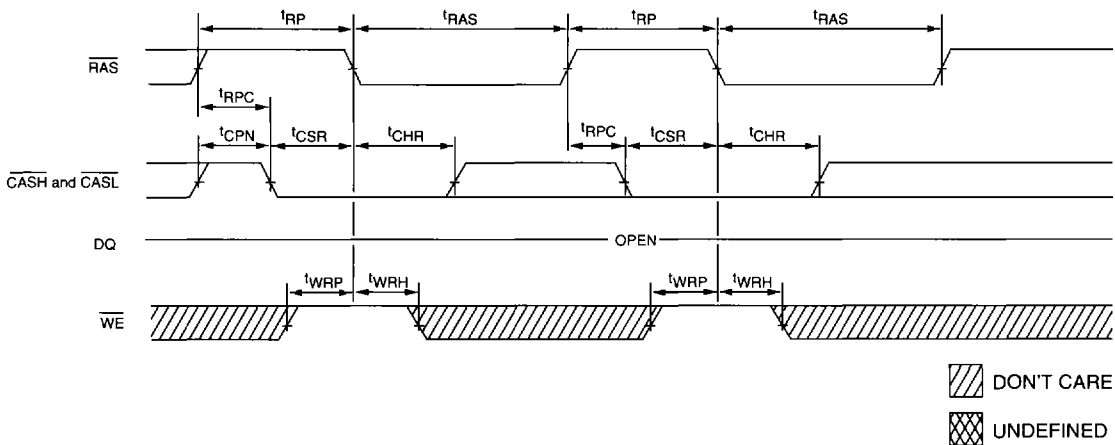 tRP tRAS tRP tRAS
RAS
tRPC
tCPN tCSR tCHR tRPC tCSR tCHR
CASH and CASL
DQ OPEN
tWRP tWRH tWRP tWRH
WE
DON'T CARE
UNDEFINED